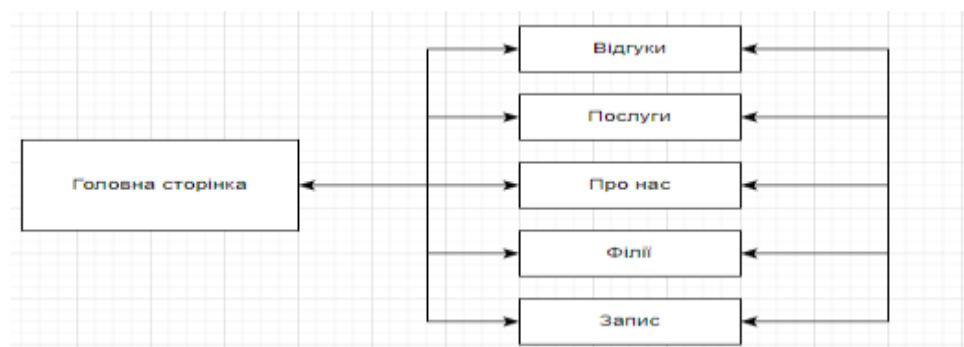 Відгуки
Послуги
Головна сторінка
Про нас
Філії
Запис